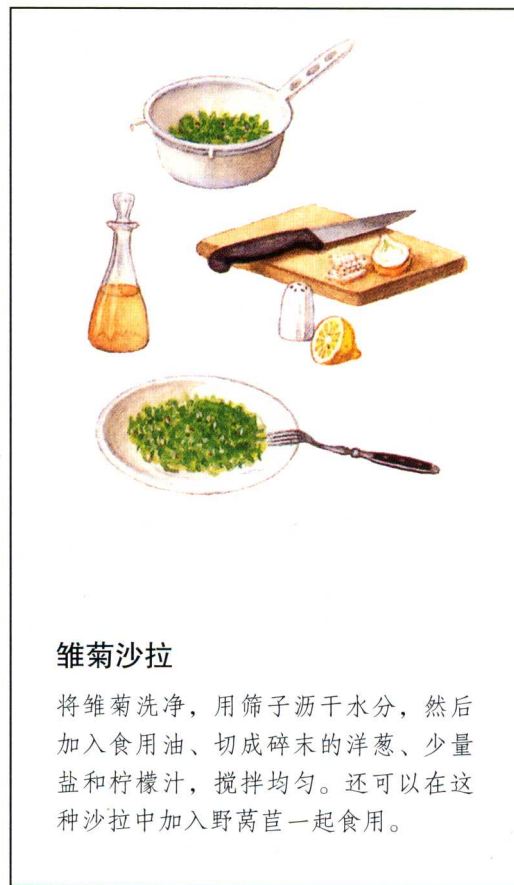 雏菊沙拉
将雏菊洗净，用筛子沥干水分，然后
加入食用油、切成碎末的洋葱、少量
盐和柠檬汁，搅拌均匀。还可以在这
种沙拉中加入野莴苣一起食用。